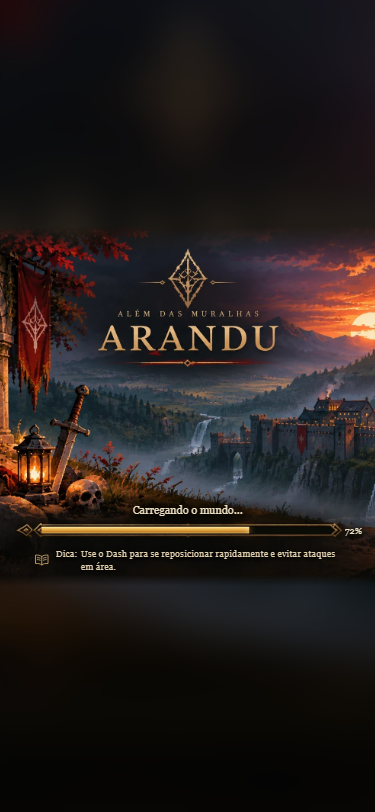 ALÉM DAS MURALHAS
ARANDU
Carregando o mundo...
72%
Dica: Use o Dash para se reposicionar rapidamente e evitar ataques
em área.